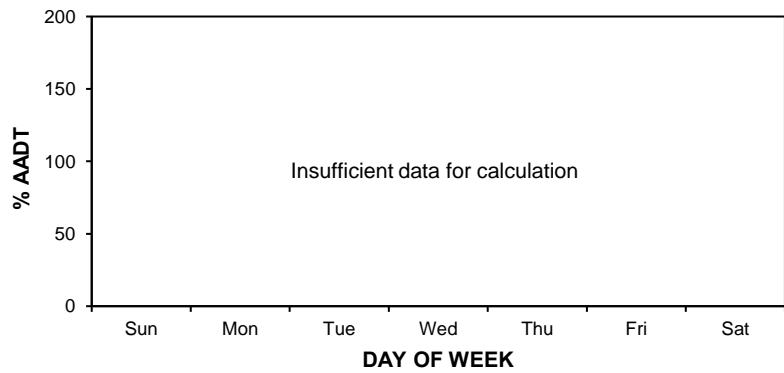 200
150
100
50
0
% AADT
Insufficient data for calculation
Sun Mon Tue Wed Thu Fri Sat
DAY OF WEEK